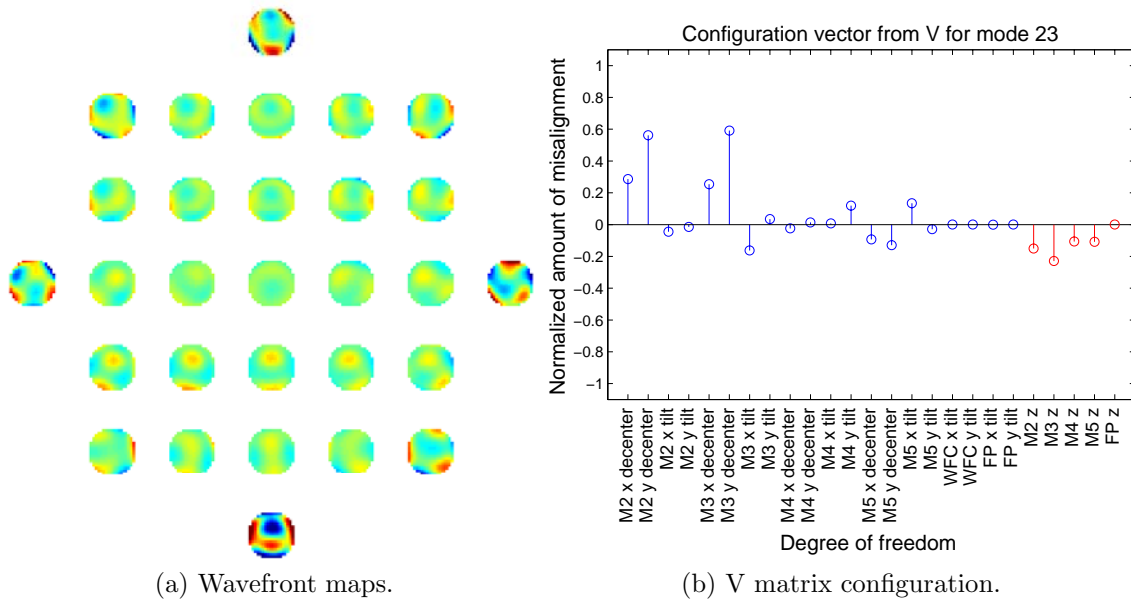 Configuration vector from V for mode 23
Normalized amount of misalignment
1
0.8
0.6
0.4
0.2
0
−0.2
−0.4
−0.6
−0.8
−1
M2 x decenter
M2 y decenter
M2 x tilt
M2 y tilt
M3 x decenter
M3 y decenter
M3 x tilt
M3 y tilt
M4 x decenter
M4 y decenter
M4 x tilt
M4 y tilt
M5 x decenter
M5 y decenter
M5 x tilt
M5 y tilt
WFC x tilt
WFC y tilt
FP x tilt
FP y tilt
M2 z
M3 z
M4 z
M5 z
FP z
Degree of freedom
(a) Wavefront maps.
(b) V matrix configuration.